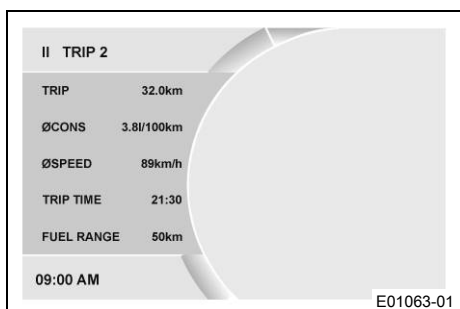 II TRIP 2
TRIP 32.0km
ØCONS 3.8l/100km
ØSPEED 89km/h
TRIP TIME 21:30
FUEL RANGE 50km
09:00 AM
E01063-01